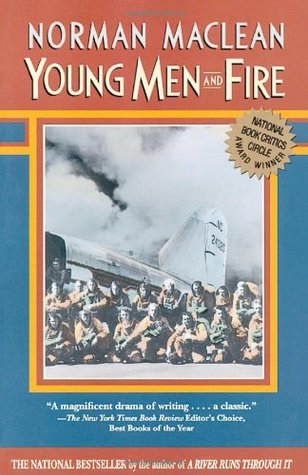 NORMAN MACLEAN
YOUNG MEN AND FIRE
NATIONAL
BOOK CRITICS
CIRCLE
AWARD WINNER
NC
24320
"A magnificent drama of writing . . . . a classic."
—The New York Times Book Review Editor's Choice,
Best Books of the Year
THE NATIONAL BESTSELLER by the author of A RIVER RUNS THROUGH IT